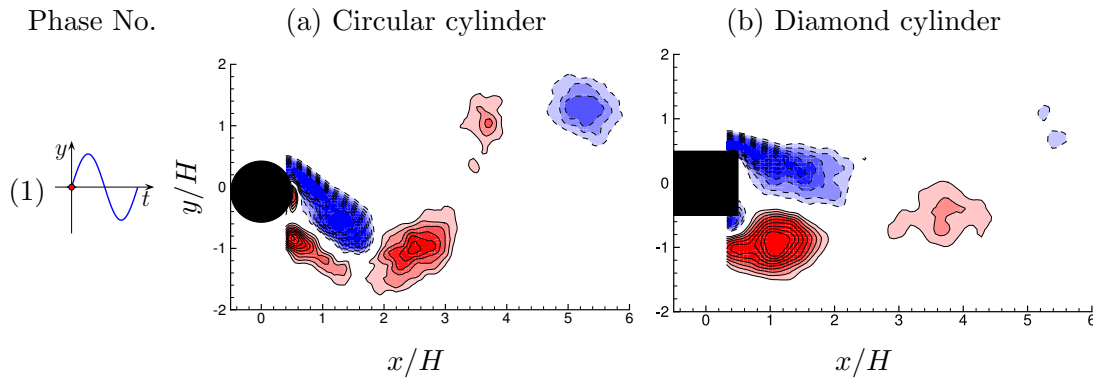 Phase No.
(a) Circular cylinder
(b) Diamond cylinder
(1)
y
t
y/H
2
1
0
-1
-2
0 1 2 3 4 5 6
x/H
2
1
0
-1
-2
0 1 2 3 4 5 6
x/H